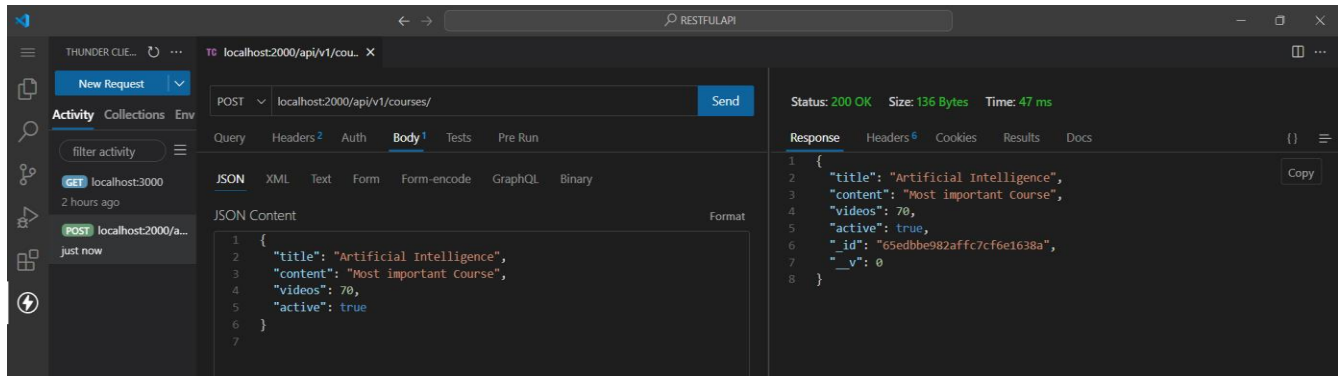 RESTFULAPI
THUNDER CLIE... ...
TC localhost:2000/api/v1/cou.. X
...
New Request
Activity Collections Env
filter activity
GET localhost:3000
2 hours ago
POST localhost:2000/a...
just now
POST localhost:2000/api/v1/courses/ Send
Query Headers 2 Auth Body 1 Tests Pre Run
JSON XML Text Form Form-encode GraphQL Binary
JSON Content Format
1 {
2 "title": "Artificial Intelligence",
3 "content": "Most important Course",
4 "videos": 70,
5 "active": true
6 }
7
Status: 200 OK Size: 136 Bytes Time: 47 ms
Response Headers 6 Cookies Results Docs {}
Copy
1 {
2 "title": "Artificial Intelligence",
3 "content": "Most important Course",
4 "videos": 70,
5 "active": true,
6 "_id": "65edbbe982affc7cf6e1638a",
7 "__v": 0
8 }